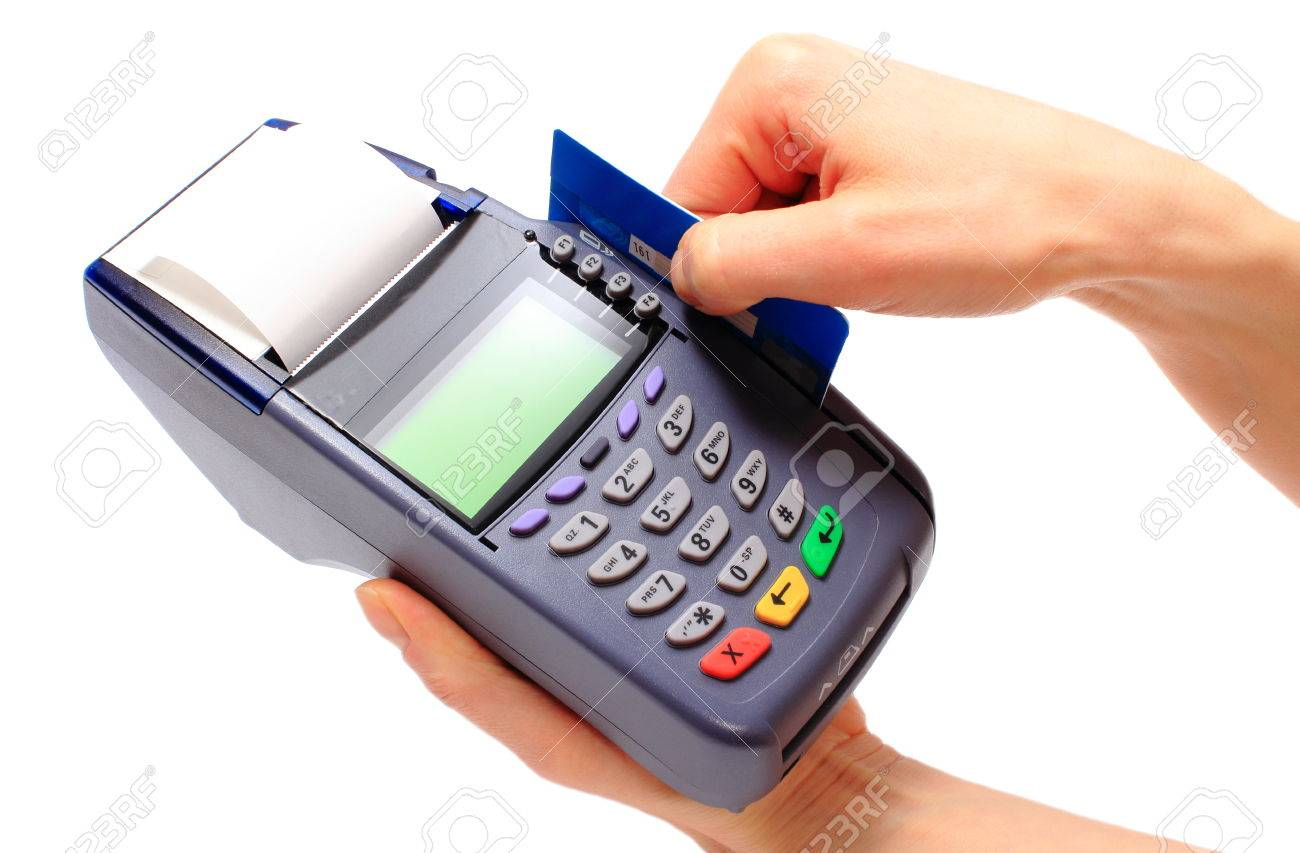 123RF
191
F1
F2
F3
F4
QZ 1
2 ABC
3 DEF
GHI 4
5 JKL
6 MNO
PRS 7
8 TUV
9 WXY
,'" *
0 -SP
#
X